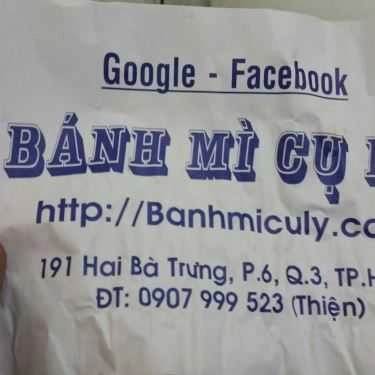 Google - Facebook
BÁNH MÌ CỤ
http://Banhmiculy.co
191 Hai Bà Trưng, P.6, Q.3, TP.H
ĐT: 0907 999 523 (Thiện)